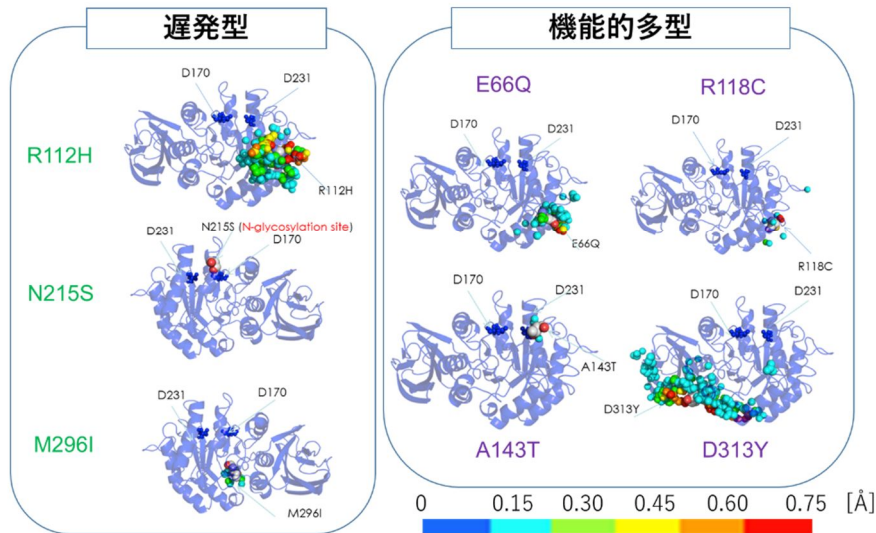 遅発型
R112H
D170
D231
R112H
N215S
D231
N215S (N-glycosylation site)
D170
M296I
D231
D170
M296I
機能的多型
E66Q
D170
D231
E66Q
R118C
D170
D231
R118C
D170
D231
A143T
A143T
D170
D231
D313Y
D313Y
0 0.15 0.30 0.45 0.60 0.75 [Å]